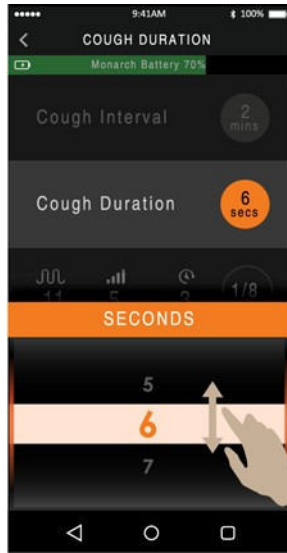 9:41AM 100%
COUGH DURATION
Monarch Battery 70%
Cough Interval
2
mins
Cough Duration
6
secs
11 5 3 1/8
SECONDS
5
6
7